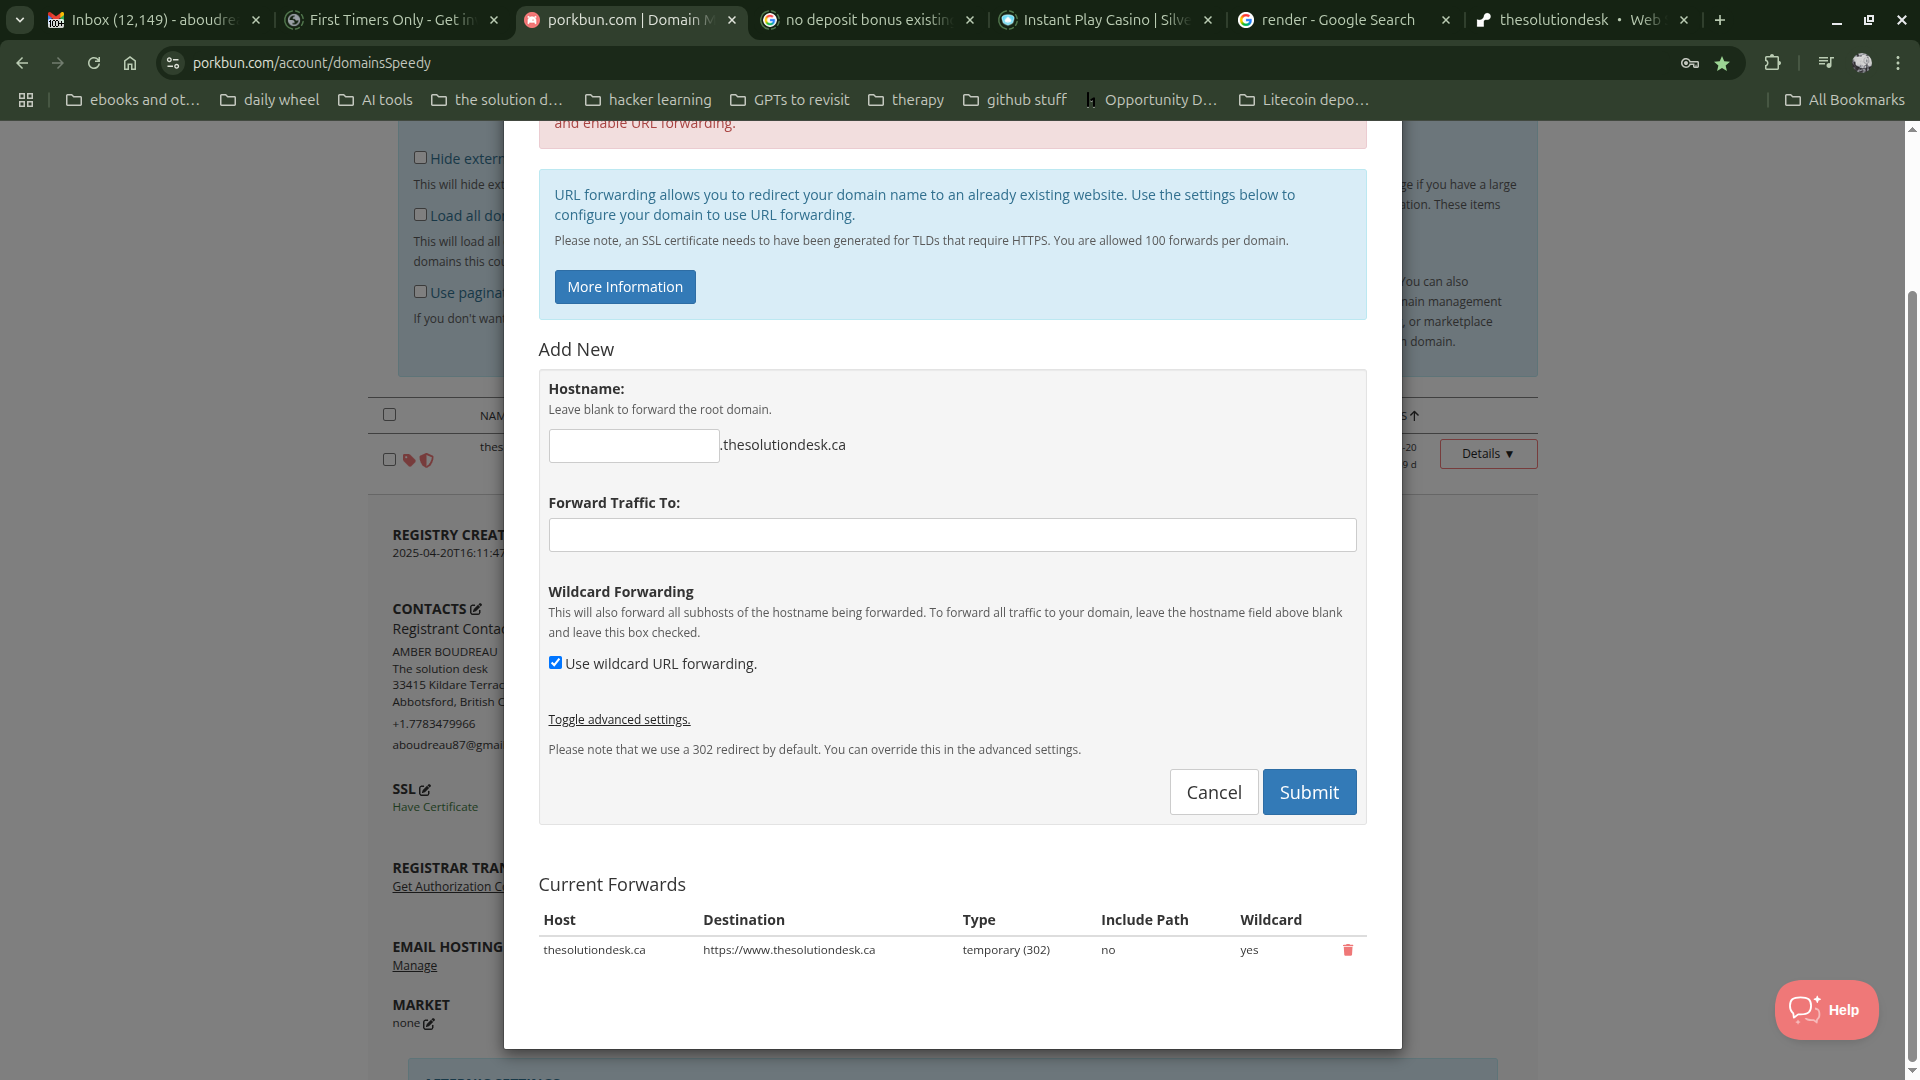 Inbox (12,149) - aboudre
First Timers Only - Get in
porkbun.com | Domain M
no deposit bonus existin
Instant Play Casino | Silve
render - Google Search
thesolutiondesk • Web
porkbun.com/account/domainsSpeedy
ebooks and ot...
daily wheel
AI tools
the solution d...
hacker learning
GPTs to revisit
therapy
github stuff
Opportunity D...
Litecoin depo...
All Bookmarks
and enable URL forwarding.
Hide extern
This will hide ext
Load all do
This will load all
domains this cou
Use pagina
If you don't wan
ge if you have a large
ation. These items
You can also
main management
, or marketplace
n domain.
URL forwarding allows you to redirect your domain name to an already existing website. Use the settings below to
configure your domain to use URL forwarding.
Please note, an SSL certificate needs to have been generated for TLDs that require HTTPS. You are allowed 100 forwards per domain.
More Information
Add New
Hostname:
Leave blank to forward the root domain.
.thesolutiondesk.ca
Forward Traffic To:
Wildcard Forwarding
This will also forward all subhosts of the hostname being forwarded. To forward all traffic to your domain, leave the hostname field above blank
and leave this box checked.
Use wildcard URL forwarding.
Toggle advanced settings.
Please note that we use a 302 redirect by default. You can override this in the advanced settings.
Cancel
Submit
Current Forwards
Host Destination Type Include Path Wildcard
thesolutiondesk.ca https://www.thesolutiondesk.ca temporary (302) no yes
NAM
thes
S
-20
9 d
Details ▼
REGISTRY CREAT
2025-04-20T16:11:47
CONTACTS
Registrant Contac
AMBER BOUDREAU
The solution desk
33415 Kildare Terrac
Abbotsford, British C
+1.7783479966
aboudreau87@gmai
SSL
Have Certificate
REGISTRAR TRAN
Get Authorization C
EMAIL HOSTING
Manage
MARKET
none
Help